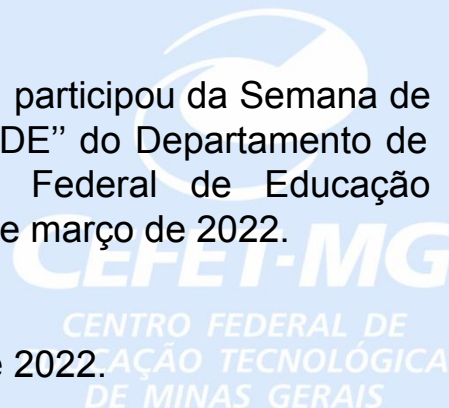 participou da Semana de
DE’’ do Departamento de
Federal de Educação
e março de 2022.
CEFET-MG
CENTRO FEDERAL DE
EDUCAÇÃO TECNOLÓGICA
e 2022.
DE MINAS GERAIS